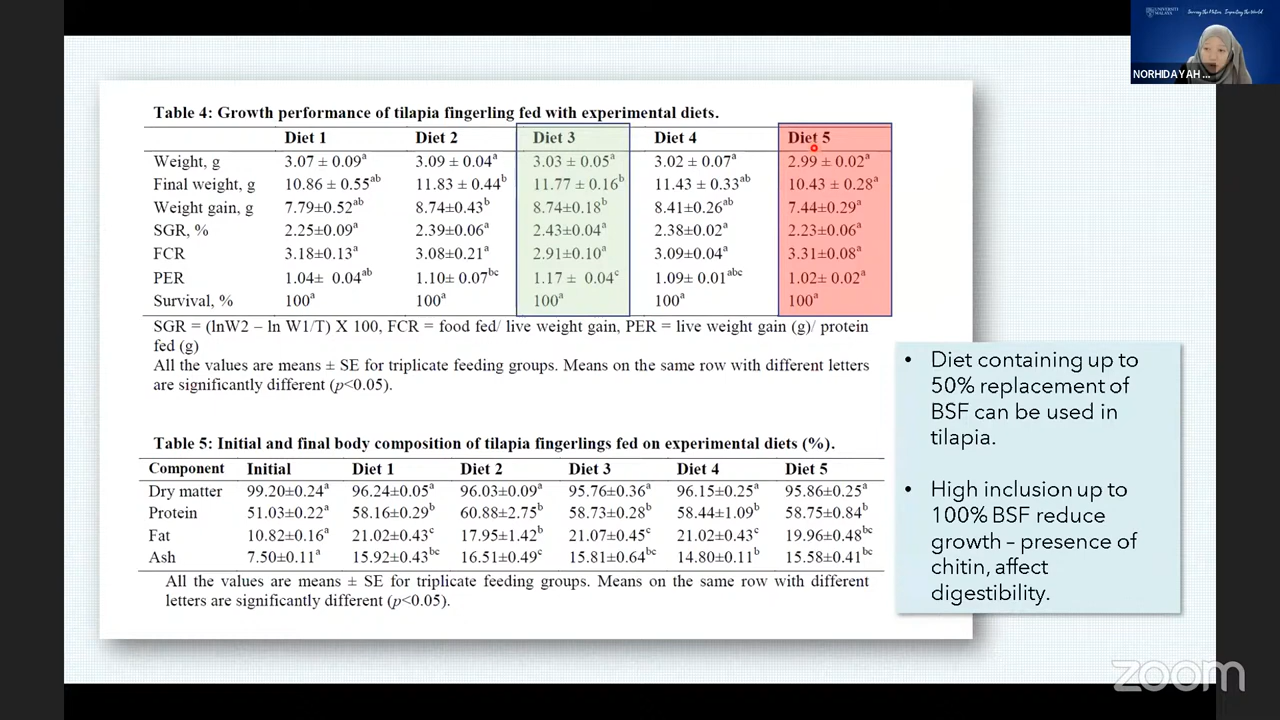 UNIVERSITI
MALAYA
Serving the Nation. Impacting the World.
NORHIDAYAH ...
Table 4: Growth performance of tilapia fingerling fed with experimental diets.
Diet 1 Diet 2 Diet 3 Diet 4 Diet 5
Weight, g 3.07 ± 0.09a 3.09 ± 0.04a 3.03 ± 0.05a 3.02 ± 0.07a 2.99 ± 0.02a
Final weight, g 10.86 ± 0.55ab 11.83 ± 0.44b 11.77 ± 0.16b 11.43 ± 0.33ab 10.43 ± 0.28a
Weight gain, g 7.79±0.52ab 8.74±0.43b 8.74±0.18b 8.41±0.26ab 7.44±0.29a
SGR, % 2.25±0.09a 2.39±0.06a 2.43±0.04a 2.38±0.02a 2.23±0.06a
FCR 3.18±0.13a 3.08±0.21a 2.91±0.10a 3.09±0.04a 3.31±0.08a
PER 1.04± 0.04ab 1.10± 0.07bc 1.17 ± 0.04c 1.09± 0.01abc 1.02± 0.02a
Survival, % 100a 100a 100a 100a 100a
SGR = (lnW2 – ln W1/T) X 100, FCR = food fed/ live weight gain, PER = live weight gain (g)/ protein
fed (g)
All the values are means ± SE for triplicate feeding groups. Means on the same row with different letters
are significantly different (p<0.05).
Table 5: Initial and final body composition of tilapia fingerlings fed on experimental diets (%).
Component Initial Diet 1 Diet 2 Diet 3 Diet 4 Diet 5
Dry matter 99.20±0.24a 96.24±0.05a 96.03±0.09a 95.76±0.36a 96.15±0.25a 95.86±0.25a
Protein 51.03±0.22a 58.16±0.29b 60.88±2.75b 58.73±0.28b 58.44±1.09b 58.75±0.84b
Fat 10.82±0.16a 21.02±0.43c 17.95±1.42b 21.07±0.45c 21.02±0.43c 19.96±0.48bc
Ash 7.50±0.11a 15.92±0.43bc 16.51±0.49c 15.81±0.64bc 14.80±0.11b 15.58±0.41bc
All the values are means ± SE for triplicate feeding groups. Means on the same row with different
letters are significantly different (p<0.05).
• Diet containing up to
50% replacement of
BSF can be used in
tilapia.
• High inclusion up to
100% BSF reduce
growth – presence of
chitin, affect
digestibility.
zoom